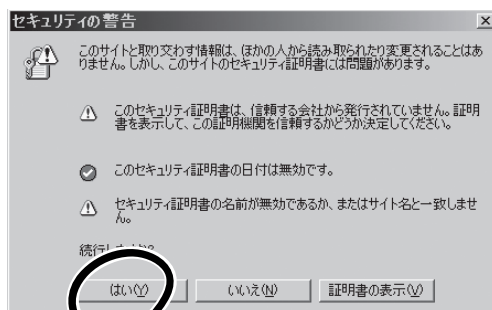 セキュリティの警告
このサイトと取り交わす情報は、ほかの人から読み取られたり変更されることはあ
りません。しかし、このサイトのセキュリティ証明書には問題があります。
このセキュリティ証明書は、信頼する会社から発行されていません。証明
書を表示して、この証明機関を信頼するかどうか決定してください。
このセキュリティ証明書の日付は無効です。
セキュリティ証明書の名前が無効であるか、またはサイト名と一致しませ
ん。
続行し
はい(Y) いいえ(N) 証明書の表示(V)